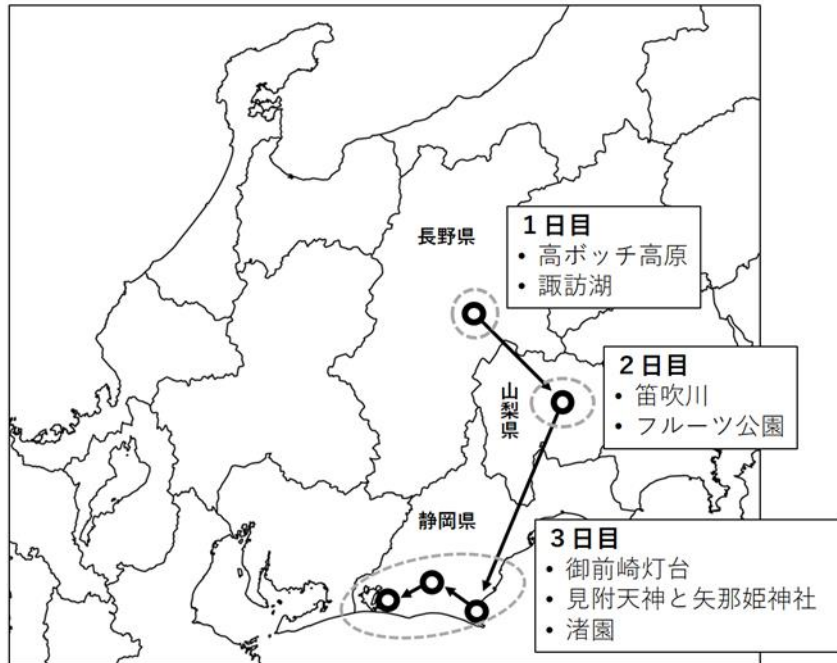 長野県
1日目
• 高ボッチ高原
• 諏訪湖
山梨県
2日目
• 笛吹川
• フルーツ公園
静岡県
3日目
• 御前崎灯台
• 見附天神と矢那姫神社
• 渚園